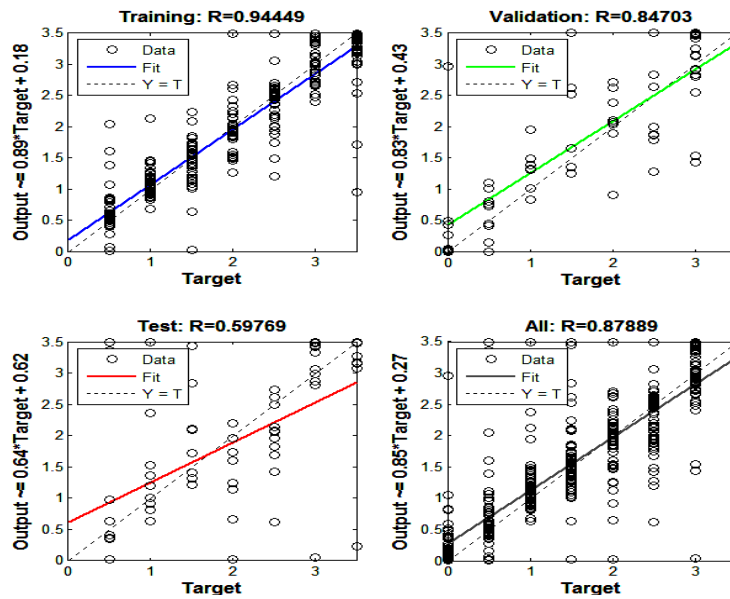 Training: R=0.94449
Output ~= 0.89*Target + 0.18
3.5
3
2.5
2
1.5
1
0.5
0
Data
Fit
Y = T
0 1 2 3
Target
Validation: R=0.84703
Output ~= 0.83*Target + 0.43
3.5
3
2.5
2
1.5
1
0.5
0
Data
Fit
Y = T
0 1 2 3
Target
Test: R=0.59769
Output ~= 0.64*Target + 0.62
3.5
3
2.5
2
1.5
1
0.5
0
Data
Fit
Y = T
0 1 2 3
Target
All: R=0.87889
Output ~= 0.85*Target + 0.27
3.5
3
2.5
2
1.5
1
0.5
0
Data
Fit
Y = T
0 1 2 3
Target